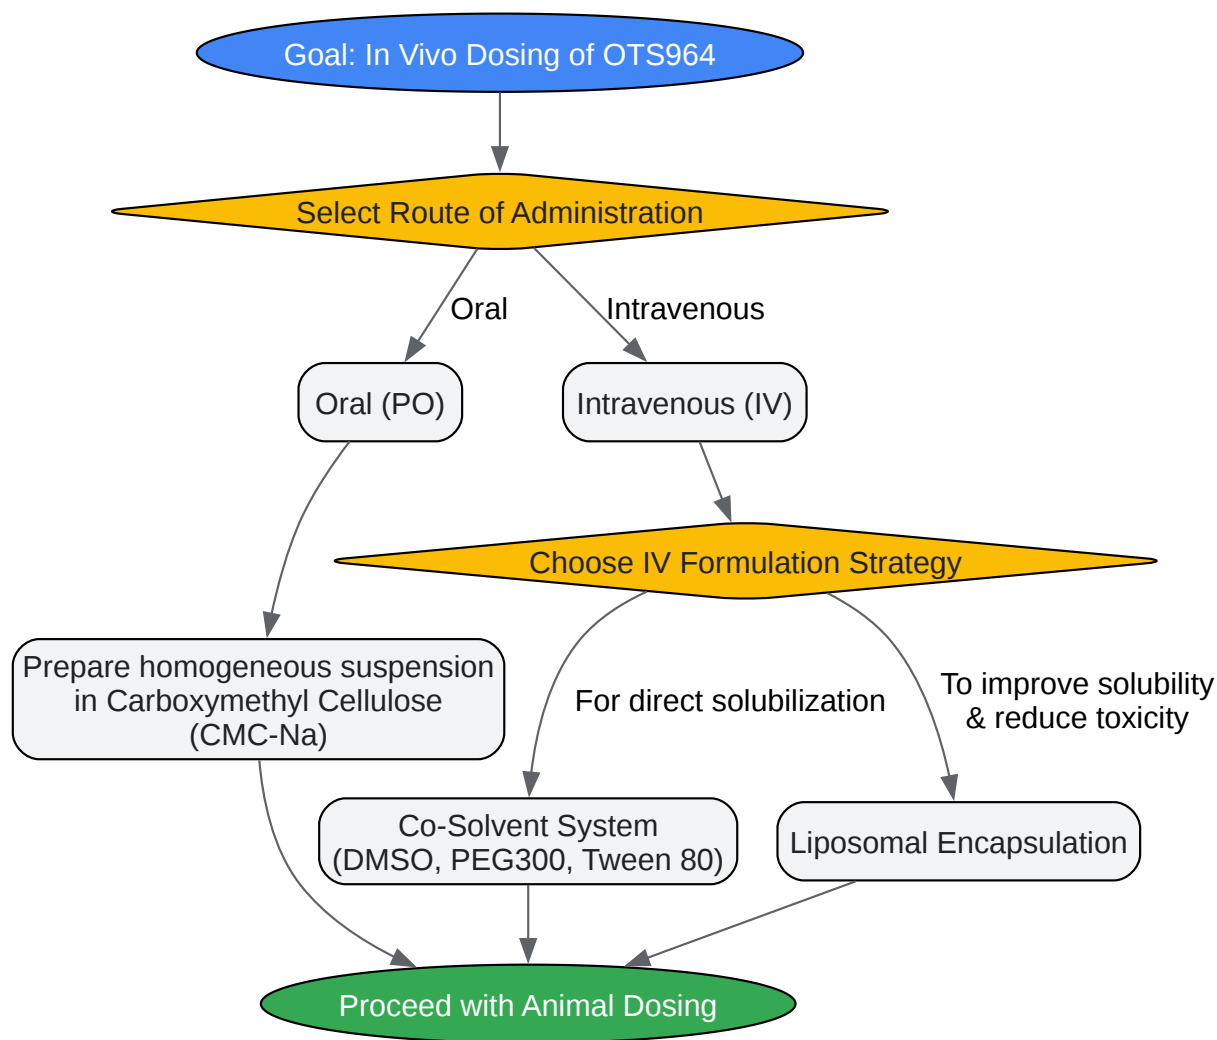 Goal: In Vivo Dosing of OTS964
Select Route of Administration
Oral
Intravenous
Oral (PO)
Intravenous (IV)
Choose IV Formulation Strategy
Prepare homogeneous suspension
in Carboxymethyl Cellulose
(CMC-Na)
For direct solubilization
To improve solubility
& reduce toxicity
Co-Solvent System
(DMSO, PEG300, Tween 80)
Liposomal Encapsulation
Proceed with Animal Dosing